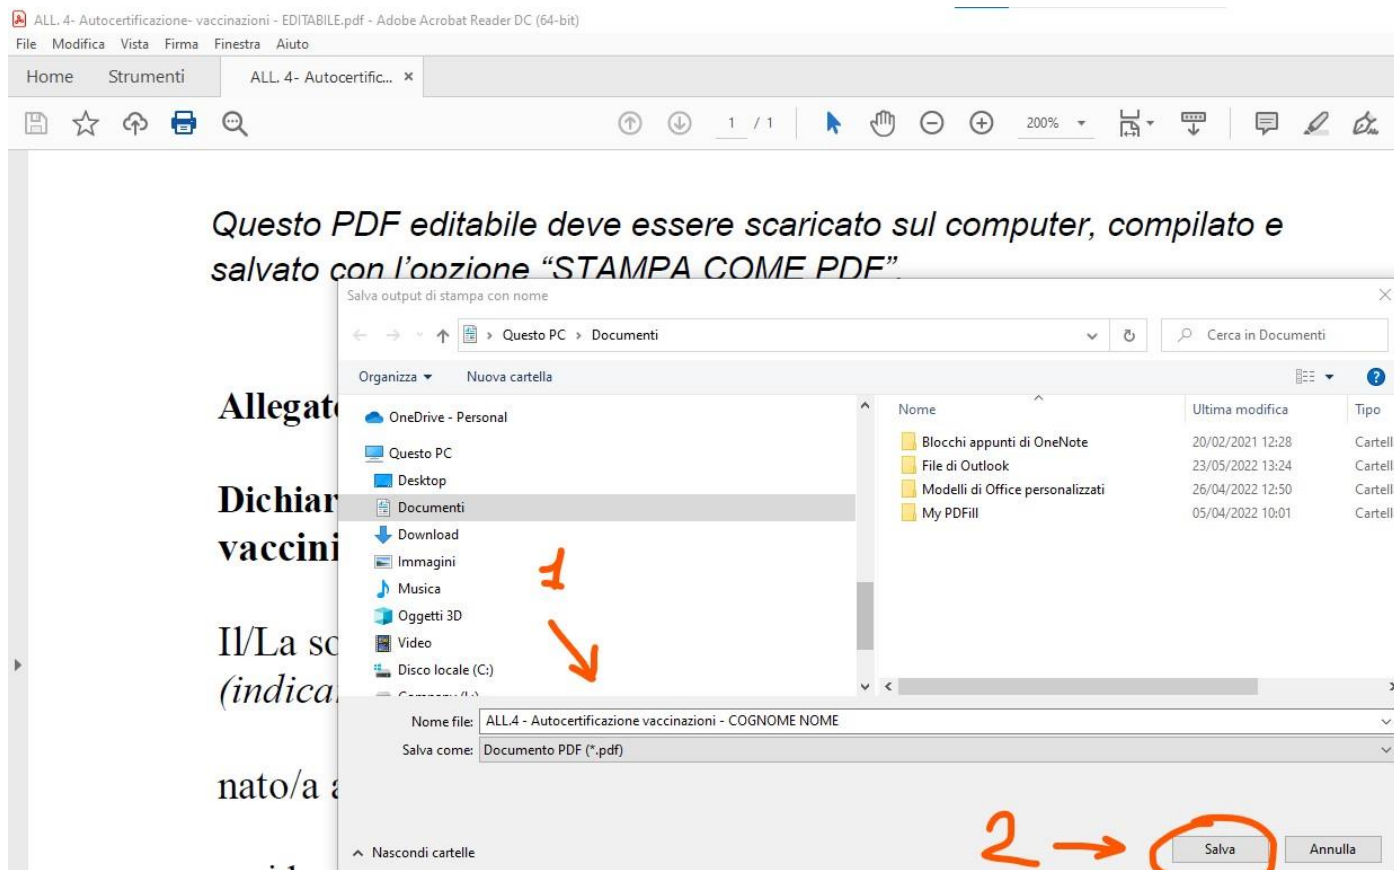 ALL. 4- Autocertificazione- vaccinazioni - EDITABILE.pdf - Adobe Acrobat Reader DC (64-bit)
File Modifica Vista Firma Finestra Aiuto
Home Strumenti ALL. 4- Autocertific... ×
1 / 1 200%
Questo PDF editabile deve essere scaricato sul computer, compilato e
salvato con l'opzione “STAMPA COME PDF”.
Salva output di stampa con nome
Questo PC > Documenti Cerca in Documenti
Organizza Nuova cartella
Allegat
OneDrive - Personal
Questo PC
Desktop
Documenti
Download
Immagini
Musica
Oggetti 3D
Video
Disco locale (C:)
Nome Ultima modifica Tipo
Blocchi appunti di OneNote 20/02/2021 12:28 Cartell
File di Outlook 23/05/2022 13:24 Cartell
Modelli di Office personalizzati 26/04/2022 12:50 Cartell
My PDFill 05/04/2022 10:01 Cartell
Dichiar
vaccini
1
Il/La so
(indica
Nome file: ALL.4 - Autocertificazione vaccinazioni - COGNOME NOME
Salva come: Documento PDF (*.pdf)
nato/a a
2
Nascondi cartelle Salva Annulla